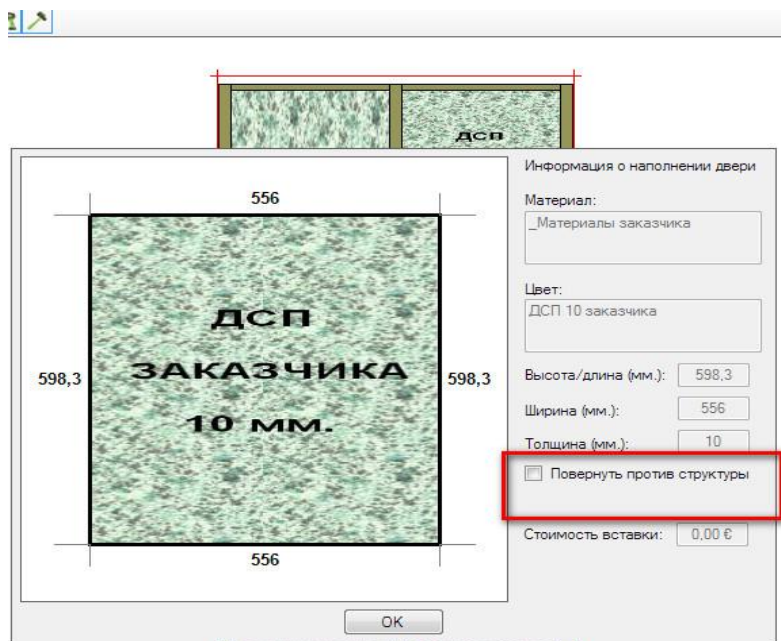 ДСП
Информация о наполнении двери
Материал:
_Материалы заказчика
Цвет:
ДСП 10 заказчика
Высота/длина (мм.): 598,3
Ширина (мм.): 556
Толщина (мм.): 10
Повернуть против структуры
Стоимость вставки: 0,00 €
556
598,3
ДСП
ЗАКАЗЧИКА
10 мм.
598,3
556
OK